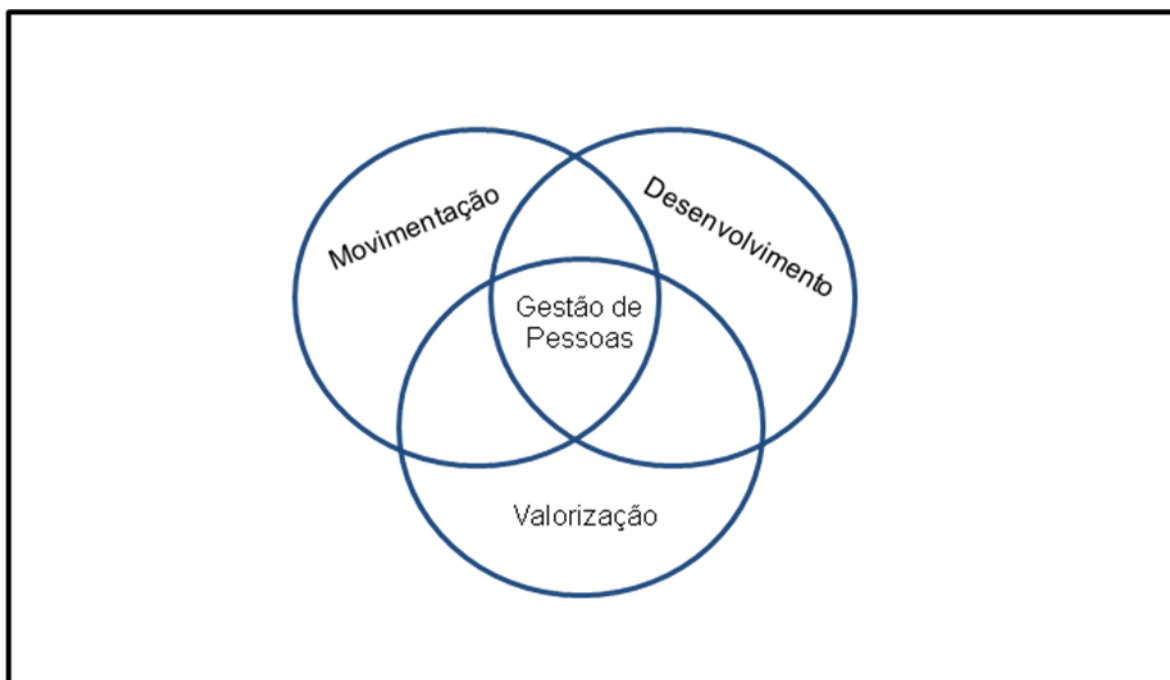 Movimentação
Desenvolvimento
Gestão de
Pessoas
Valorização